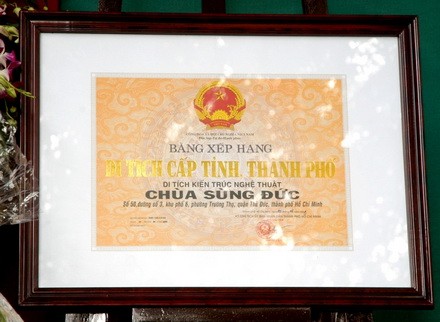 BẰNG XẾP HẠNG
DI TÍCH CẤP TỈNH, THÀNH PHỐ
DI TÍCH KIẾN TRÚC NGHỆ THUẬT
CHÙA SÙNG ĐỨC
Số 50, đường số 3, khu phố 6, phường Trường Thọ, quận Thủ Đức, thành phố Hồ Chí Minh